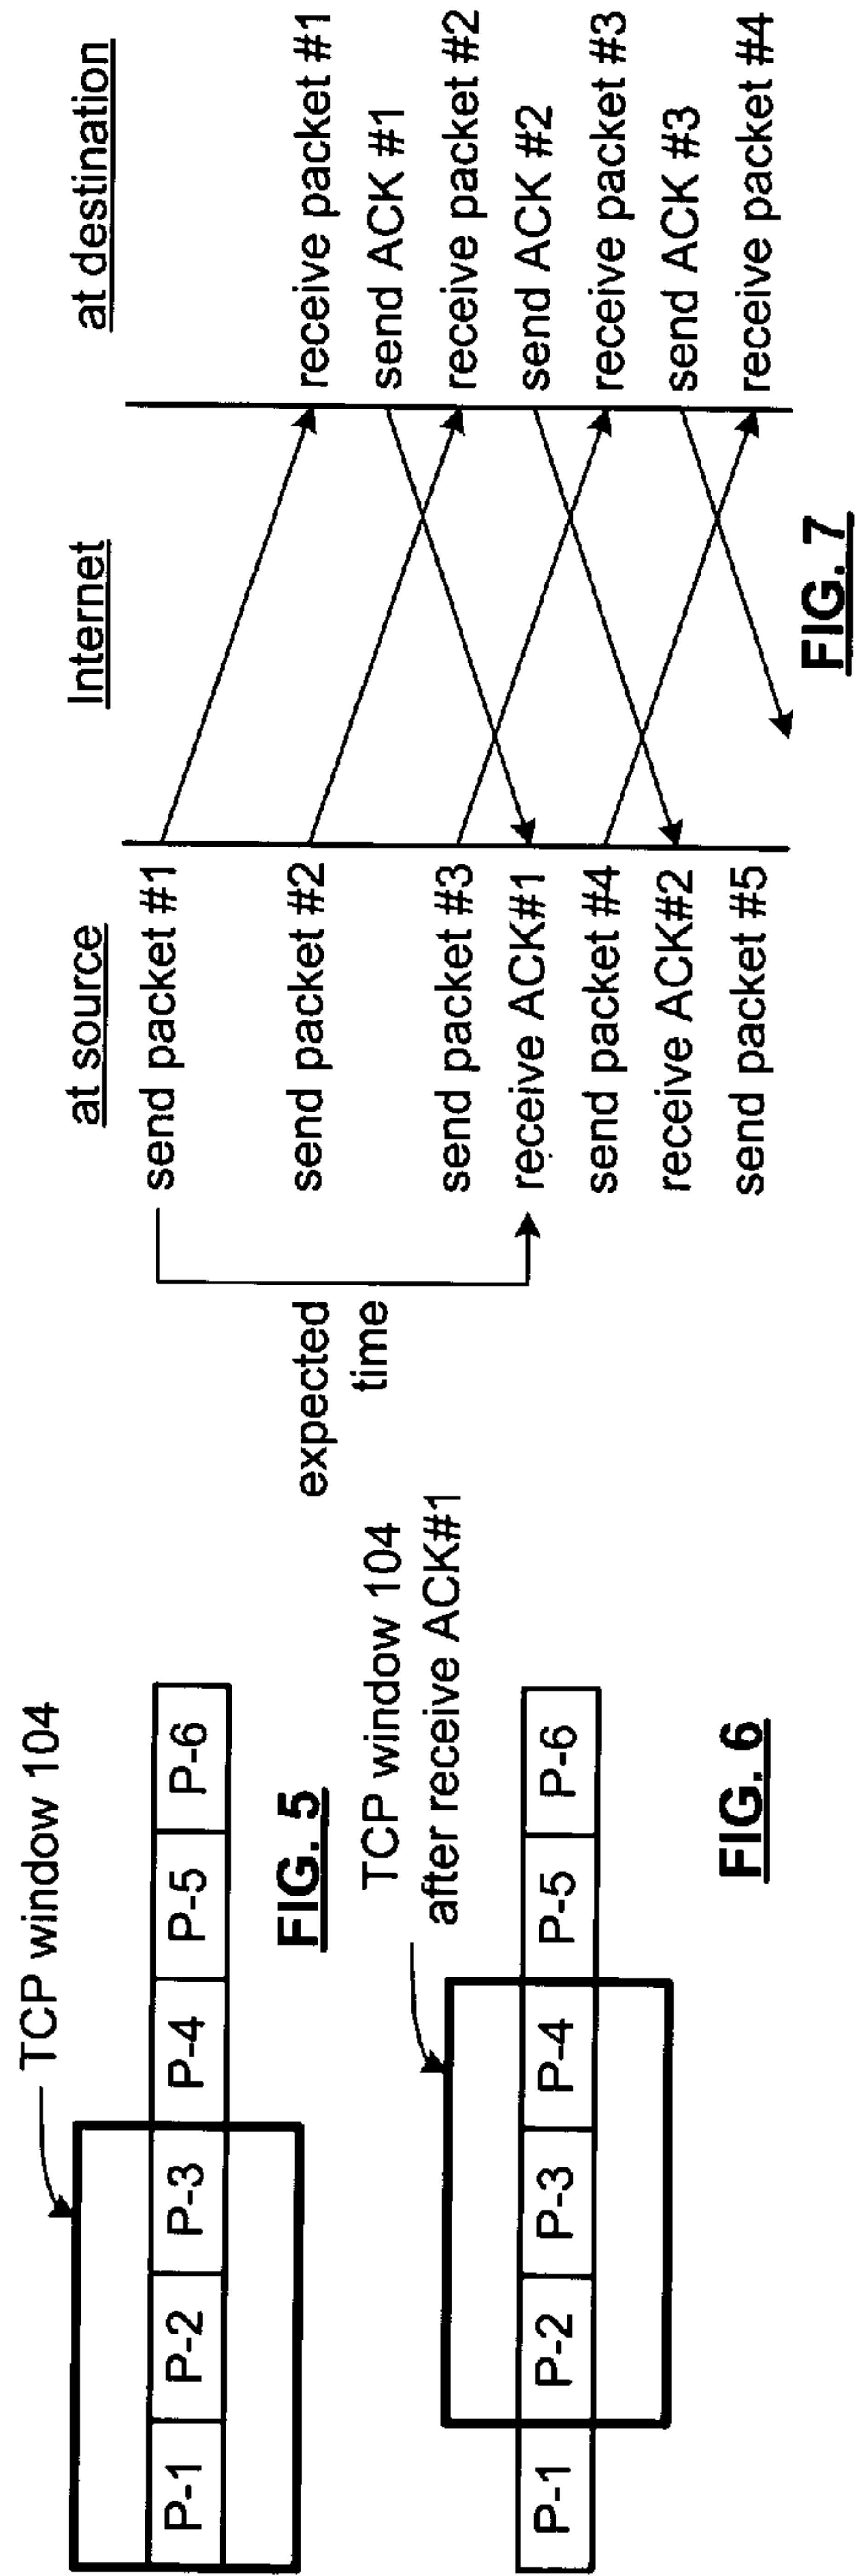 TCP window 104
P-1 P-2 P-3 P-4 P-5 P-6
FIG. 5
TCP window 104
after receive ACK#1
P-1 P-2 P-3 P-4 P-5 P-6
FIG. 6
at source
Internet
at destination
expected
time
send packet #1
send packet #2
send packet #3
receive ACK#1
send packet #4
receive ACK#2
send packet #5
receive packet #1
send ACK #1
receive packet #2
send ACK #2
receive packet #3
send ACK #3
receive packet #4
FIG. 7